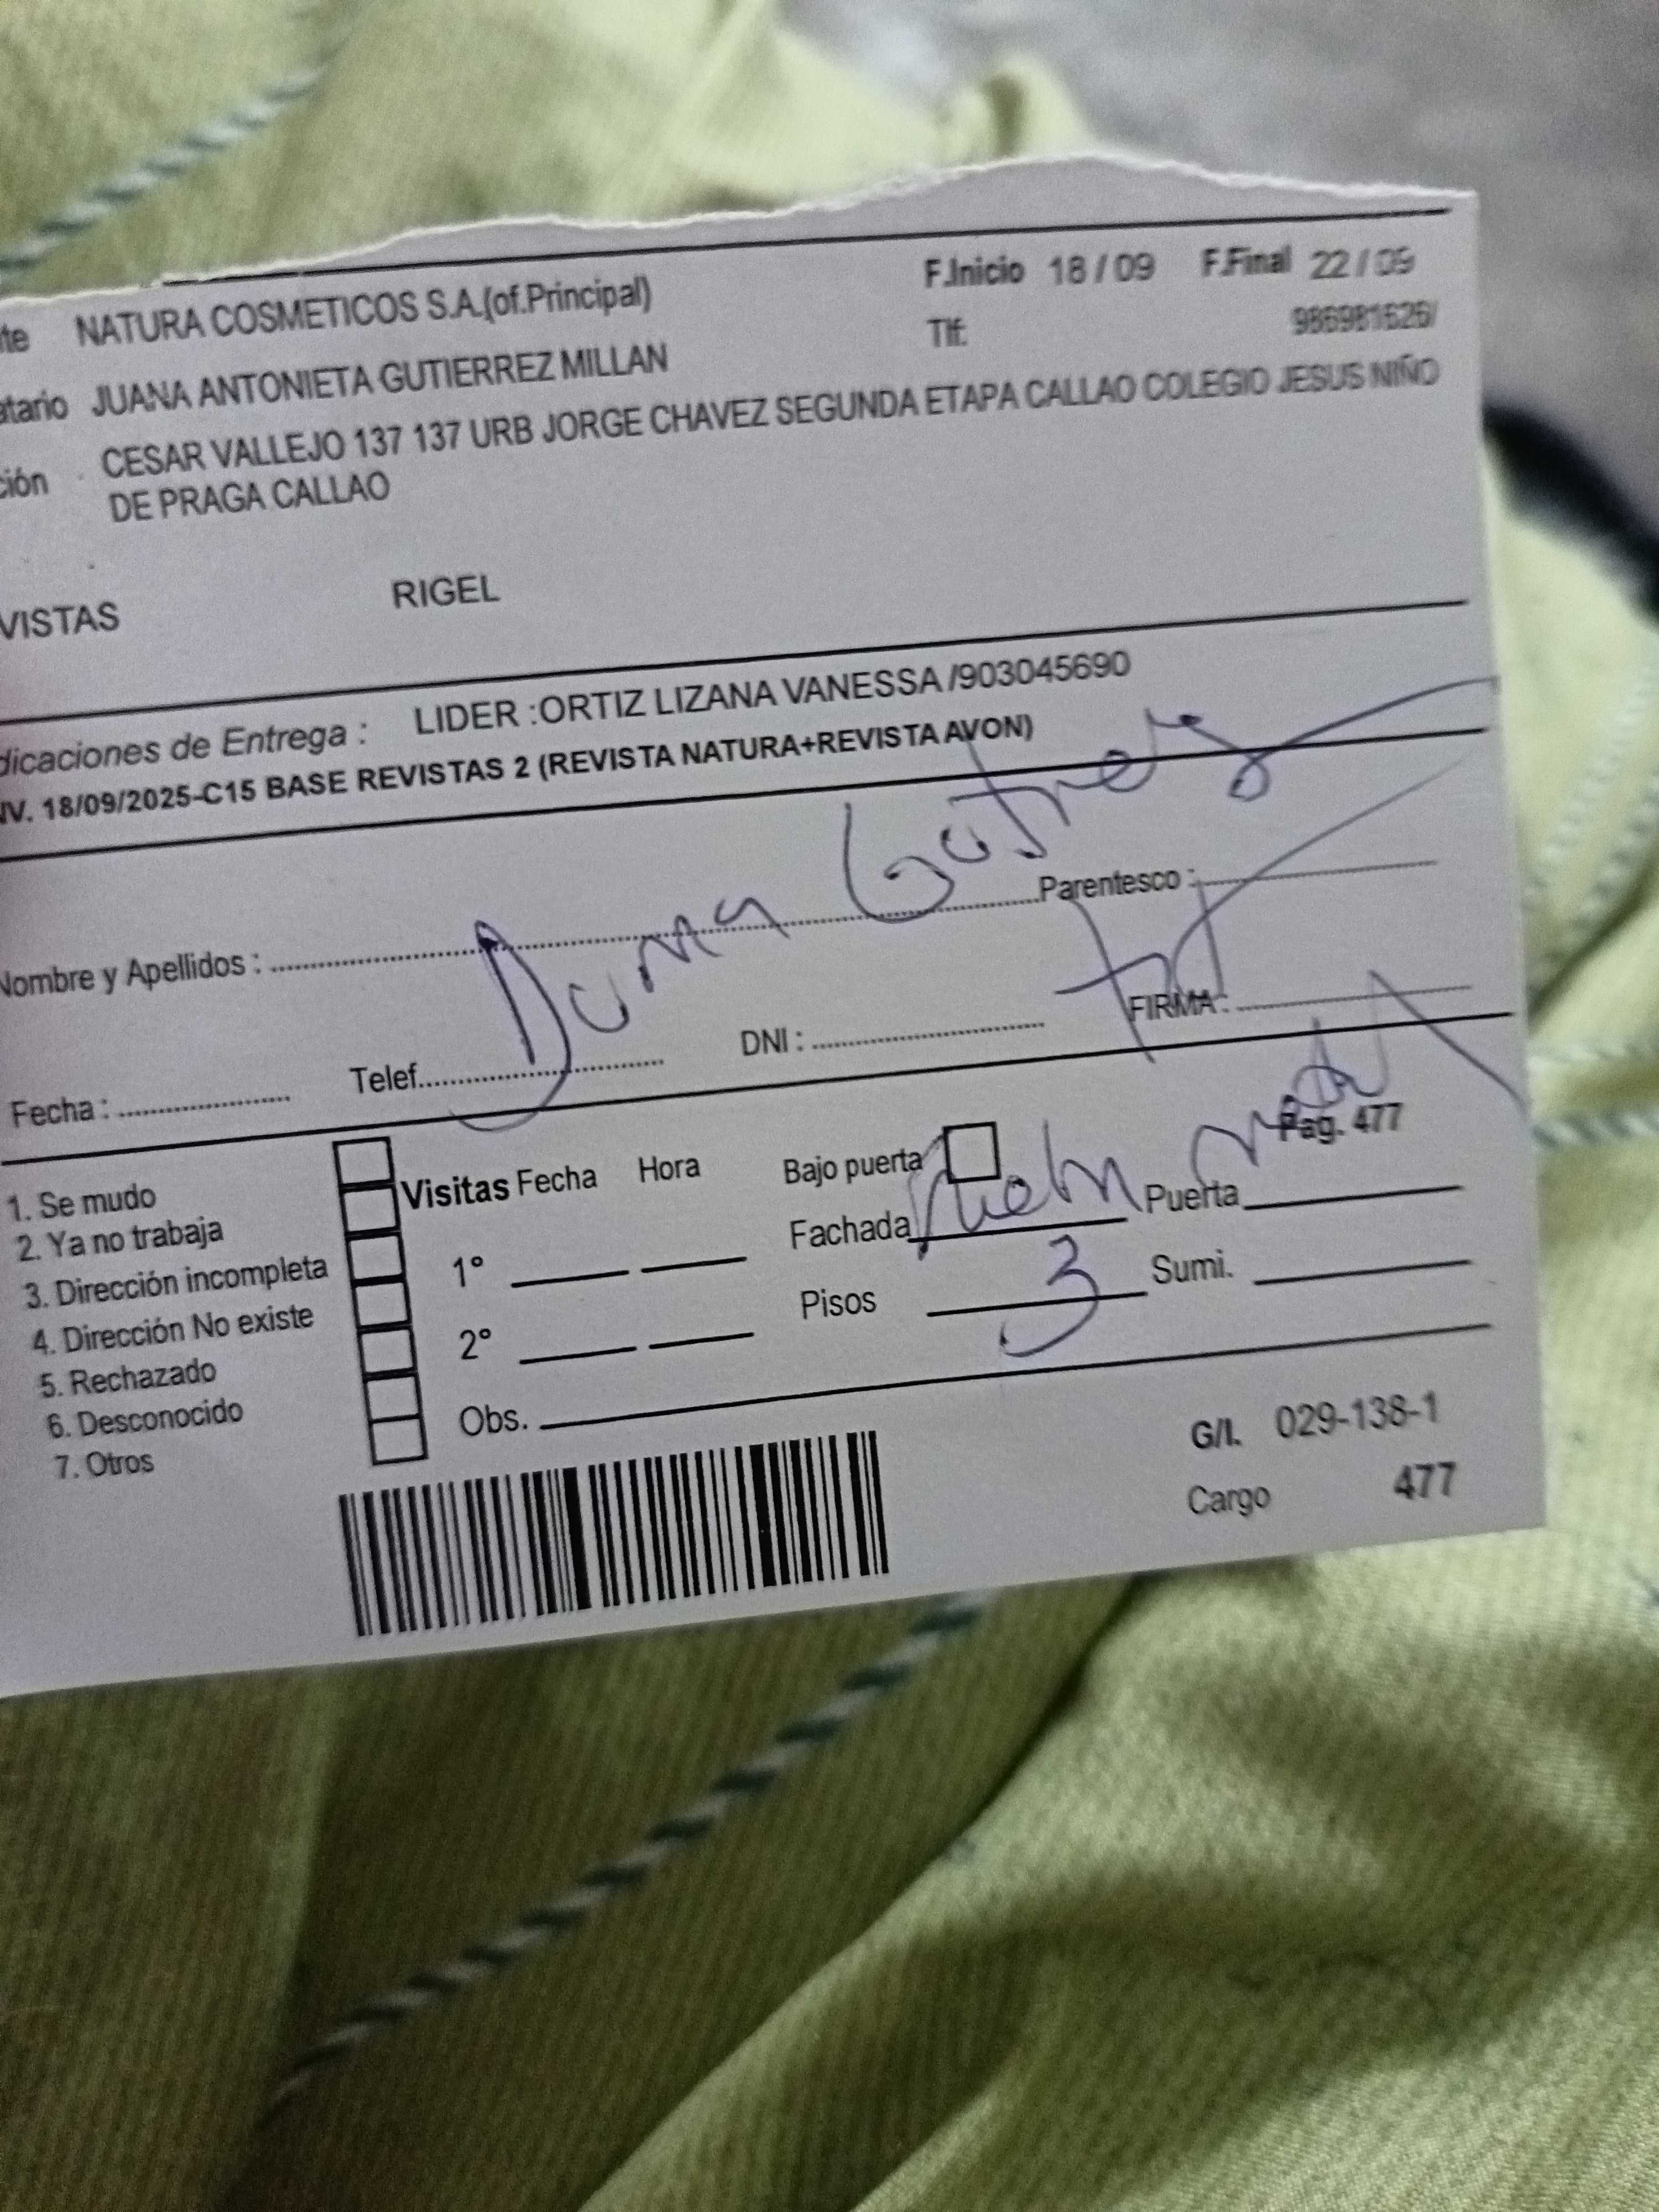 te NATURA COSMETICOS S.A.(of.Principal) F.Inicio 18 / 09 F.Final 22 / 09
atario JUANA ANTONIETA GUTIERREZ MILLAN Tlf: 986981626/
ción CESAR VALLEJO 137 137 URB JORGE CHAVEZ SEGUNDA ETAPA CALLAO COLEGIO JESUS NIÑO
DE PRAGA CALLAO
VISTAS RIGEL
dicaciones de Entrega : LIDER :ORTIZ LIZANA VANESSA /903045690
NV. 18/09/2025-C15 BASE REVISTAS 2 (REVISTA NATURA+REVISTA AVON)
Nombre y Apellidos : Juana Parentesco :
Fecha : Telef. DNI : FIRMA :
Pag. 477
1. Se mudo
2. Ya no trabaja
3. Dirección incompleta
4. Dirección No existe
5. Rechazado
6. Desconocido
7. Otros
Visitas Fecha Hora
1°
2°
Obs.
Bajo puerta
Fachada Puerta
Pisos 3 Sumi.
G/I. 029-138-1
Cargo 477